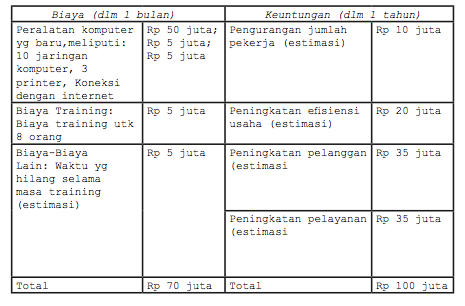 Biaya (dlm 1 bulan) Keuntungan (dlm 1 tahun)
Peralatan komputer
yg baru,meliputi:
10 jaringan
komputer, 3
printer, Koneksi
dengan internet
Rp 50 juta;
Rp 5 juta;
Rp 5 juta
Pengurangan jumlah
pekerja (estimasi)
Rp 10 juta
Biaya Training:
Biaya training utk
8 orang
Rp 5 juta
Peningkatan efisiensi
usaha (estimasi)
Rp 20 juta
Biaya-Biaya
Lain: Waktu yg
hilang selama
masa training
(estimasi)
Rp 5 juta
Peningkatan pelanggan
(estimasi
Rp 35 juta
Peningkatan pelayanan
(estimasi
Rp 35 juta
Total Rp 70 juta Total Rp 100 juta